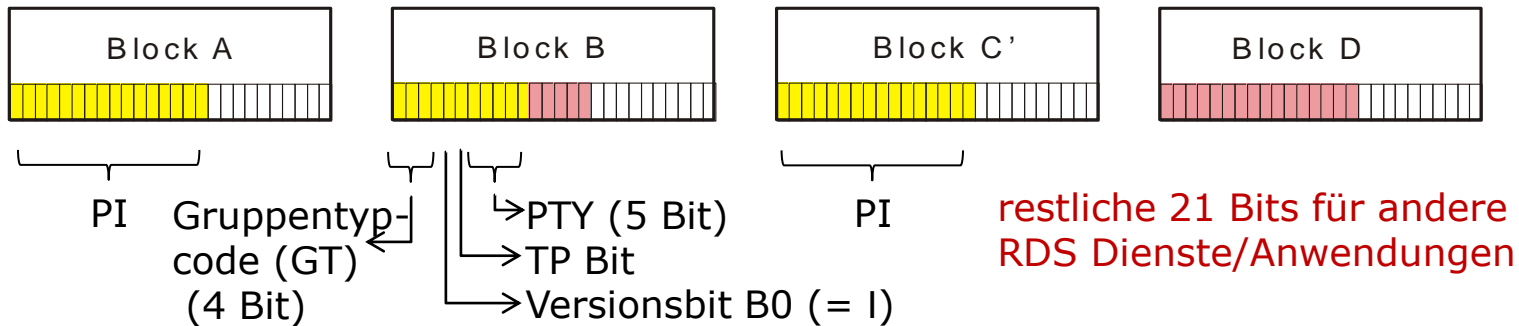 Block A
Block B
Block C’
Block D
PI
Gruppentyp-
code (GT)
(4 Bit)
PTY (5 Bit)
TP Bit
Versionsbit B0 (= I)
PI
restliche 21 Bits für andere
RDS Dienste/Anwendungen